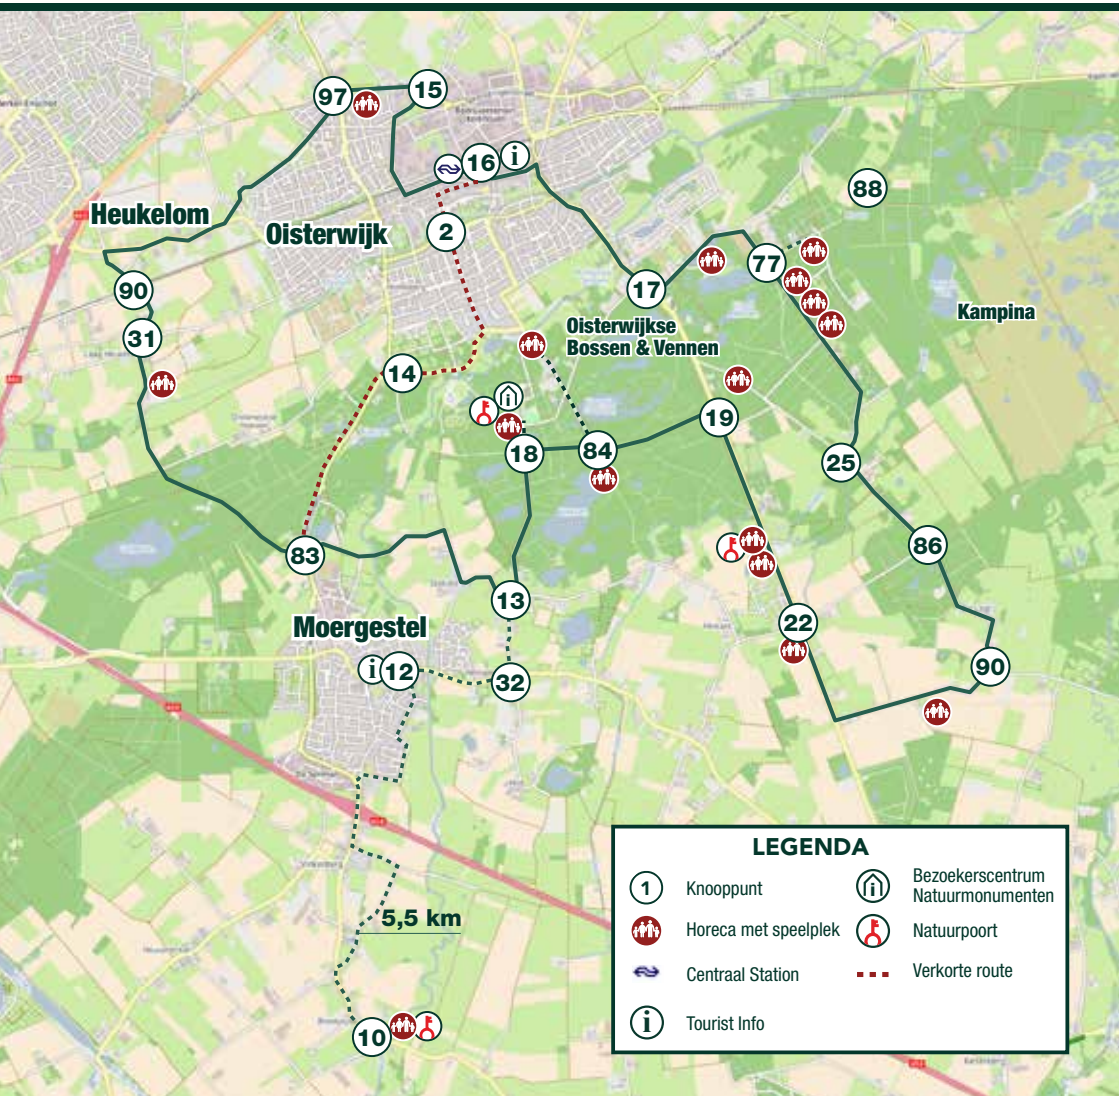 97
15
16
i
88
Heukelom
Oisterwijk
2
77
90
17
Kampina
31
Oisterwijkse
Bossen & Vennen
14
i
19
18
84
25
83
86
13
22
Moergestel
i
12
32
90
5,5 km
10
LEGENDA
1 Knooppunt
Horeca met speelplek
Centraal Station
i Tourist Info
i Bezoekerscentrum
Natuurmonumenten
Natuurpoort
Verkorte route